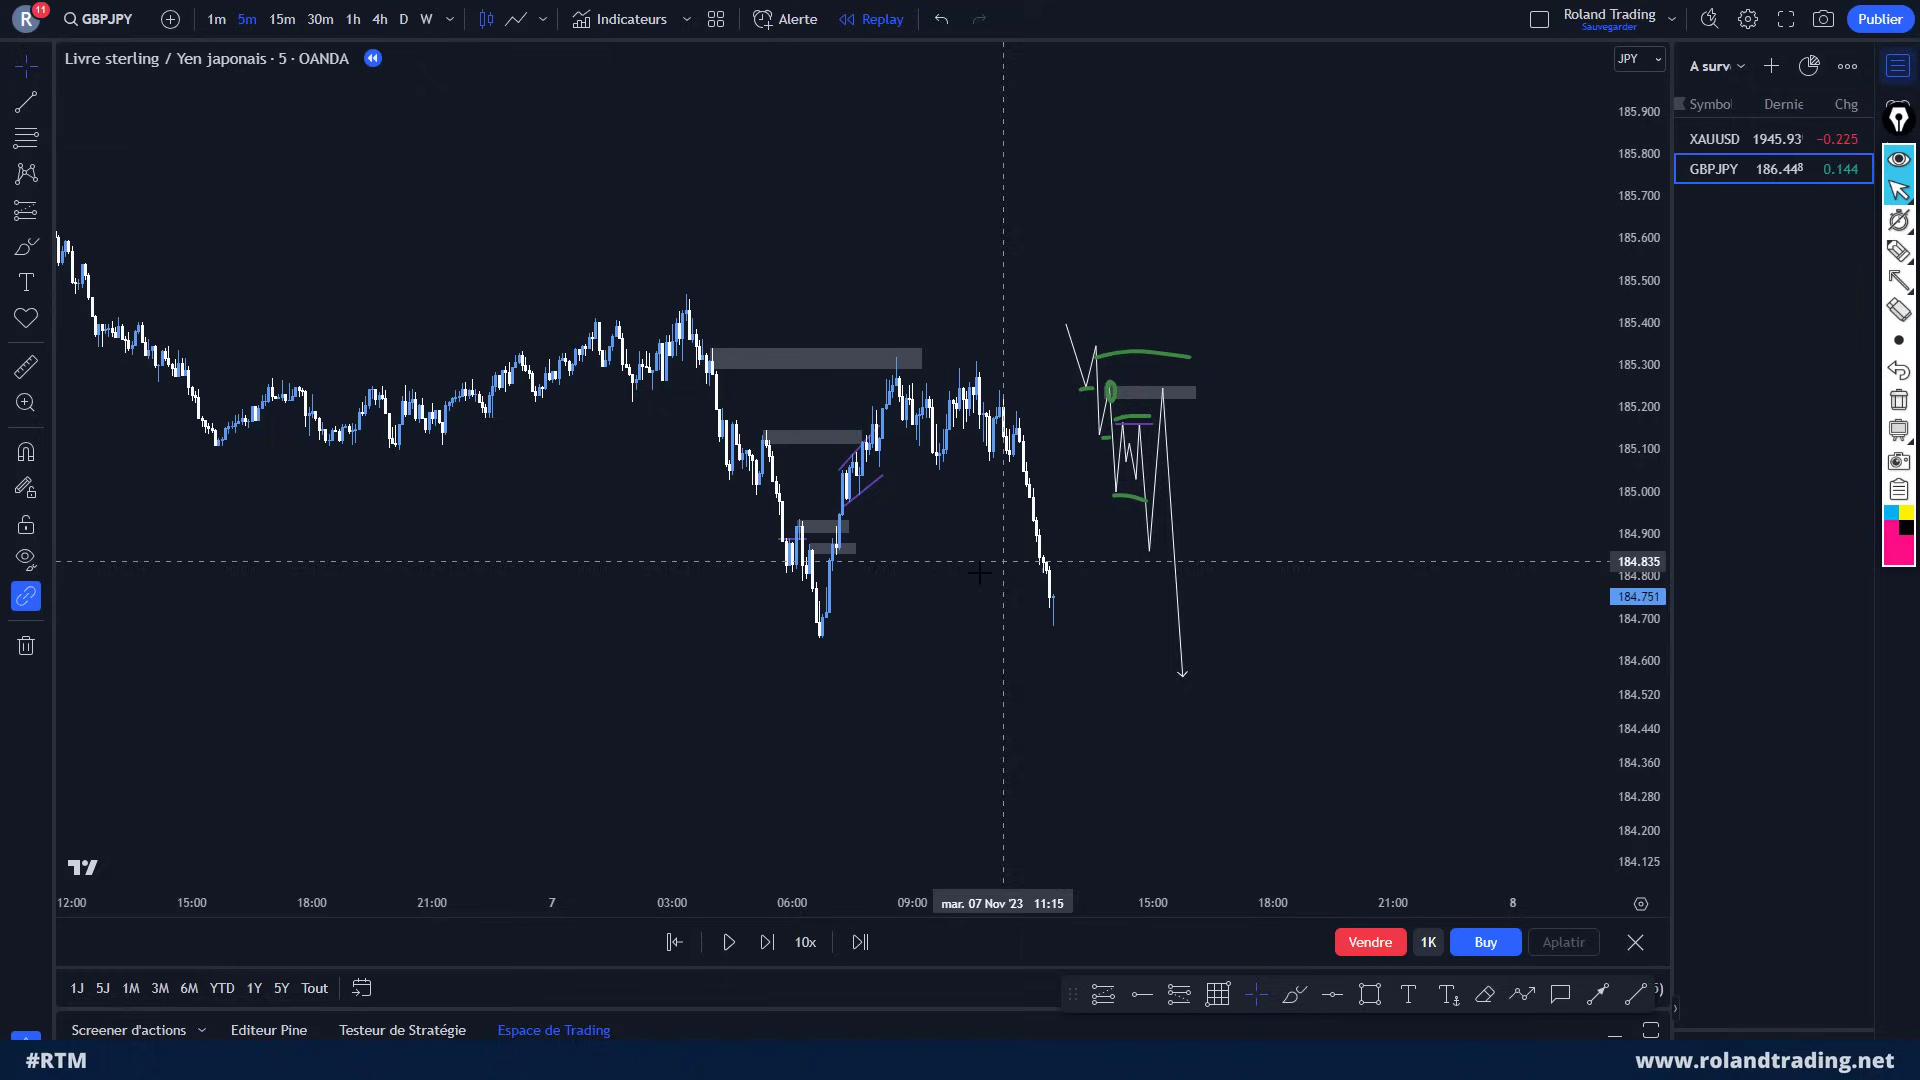 R 11 GBPJPY 1m 5m 15m 30m 1h 4h D W Indicateurs Alerte Replay Roland Trading Publier
Sauvegarder
Livre sterling / Yen japonais · 5 · OANDA
JPY
A surv
Symbol Dernie Chg
XAUUSD 1945.93 −0.225
GBPJPY 186.448 0.144
185.900
185.800
185.700
185.600
185.500
185.400
185.300
185.200
185.100
185.000
184.900
184.835
184.800
184.751
184.700
184.600
184.520
184.440
184.360
184.280
184.200
184.125
12:00 15:00 18:00 21:00 7 03:00 06:00 09:00 mar. 07 Nov '23 11:15 15:00 18:00 21:00 8
10x
Vendre 1K Buy Aplatir
1J 5J 1M 3M 6M YTD 1Y 5Y Tout
Screener d'actions Editeur Pine Testeur de Stratégie Espace de Trading
#RTM
www.rolandtrading.net